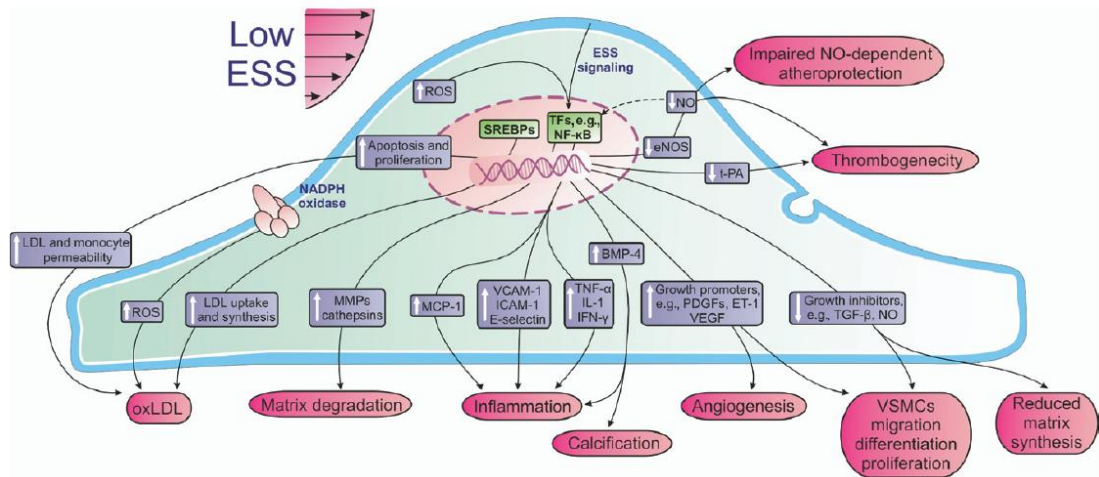 Low
ESS
ESS
signaling
Impaired NO-dependent
atheroprotection
ROS
NO
SREBPs
TFs, e.g.,
NF-κB
Apoptosis and
proliferation
eNOS
Thrombogenecity
t-PA
NADPH
oxidase
LDL and monocyte
permeability
BMP-4
ROS
LDL uptake
and synthesis
MMPs
cathepsins
MCP-1
VCAM-1
ICAM-1
E-selectin
TNF-α
IL-1
IFN-γ
Growth promoters,
e.g., PDGFs, ET-1
VEGF
Growth inhibitors,
e.g., TGF-β, NO
oxLDL
Matrix degradation
Inflammation
Calcification
Angiogenesis
VSMCs
migration
differentiation
proliferation
Reduced
matrix
synthesis